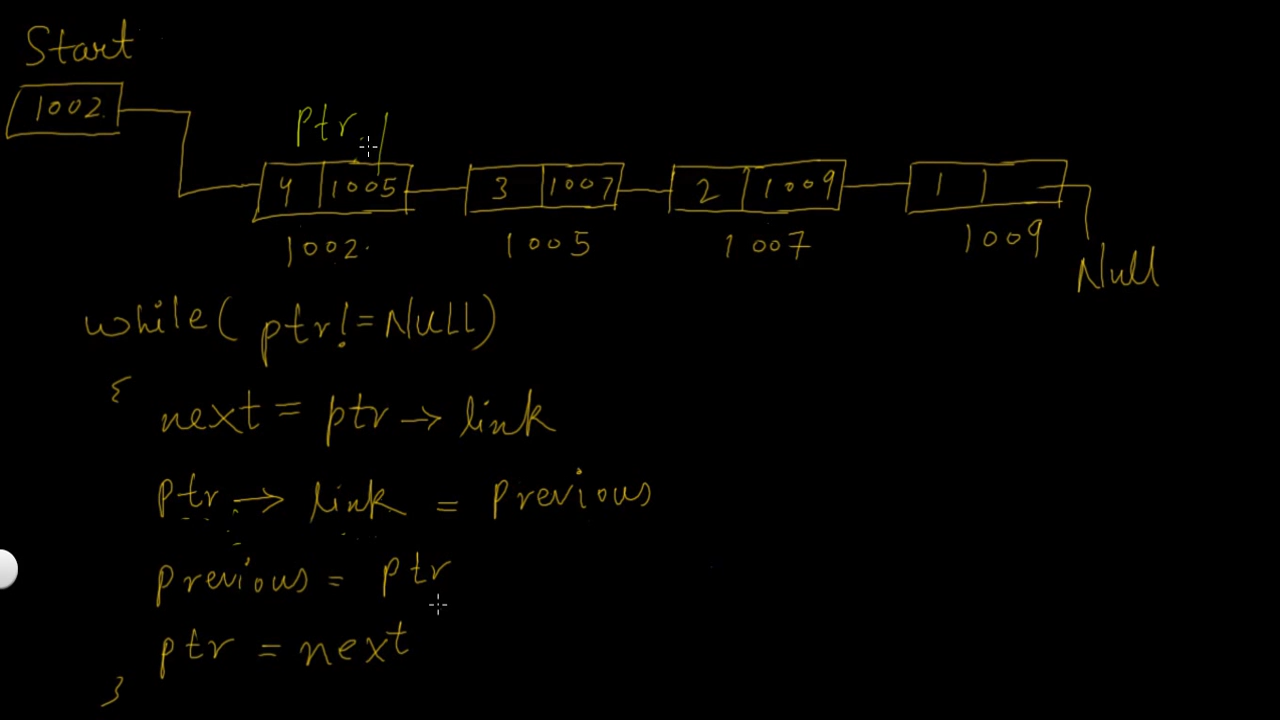 Start
1002.
ptr
4 1005 3 1007 2 1009 1
1002. 1005 1007 1009
Null
while( ptr!=NULL)
{
next = ptr → link
ptr → link = Previous
previous = ptr
ptr = next
}